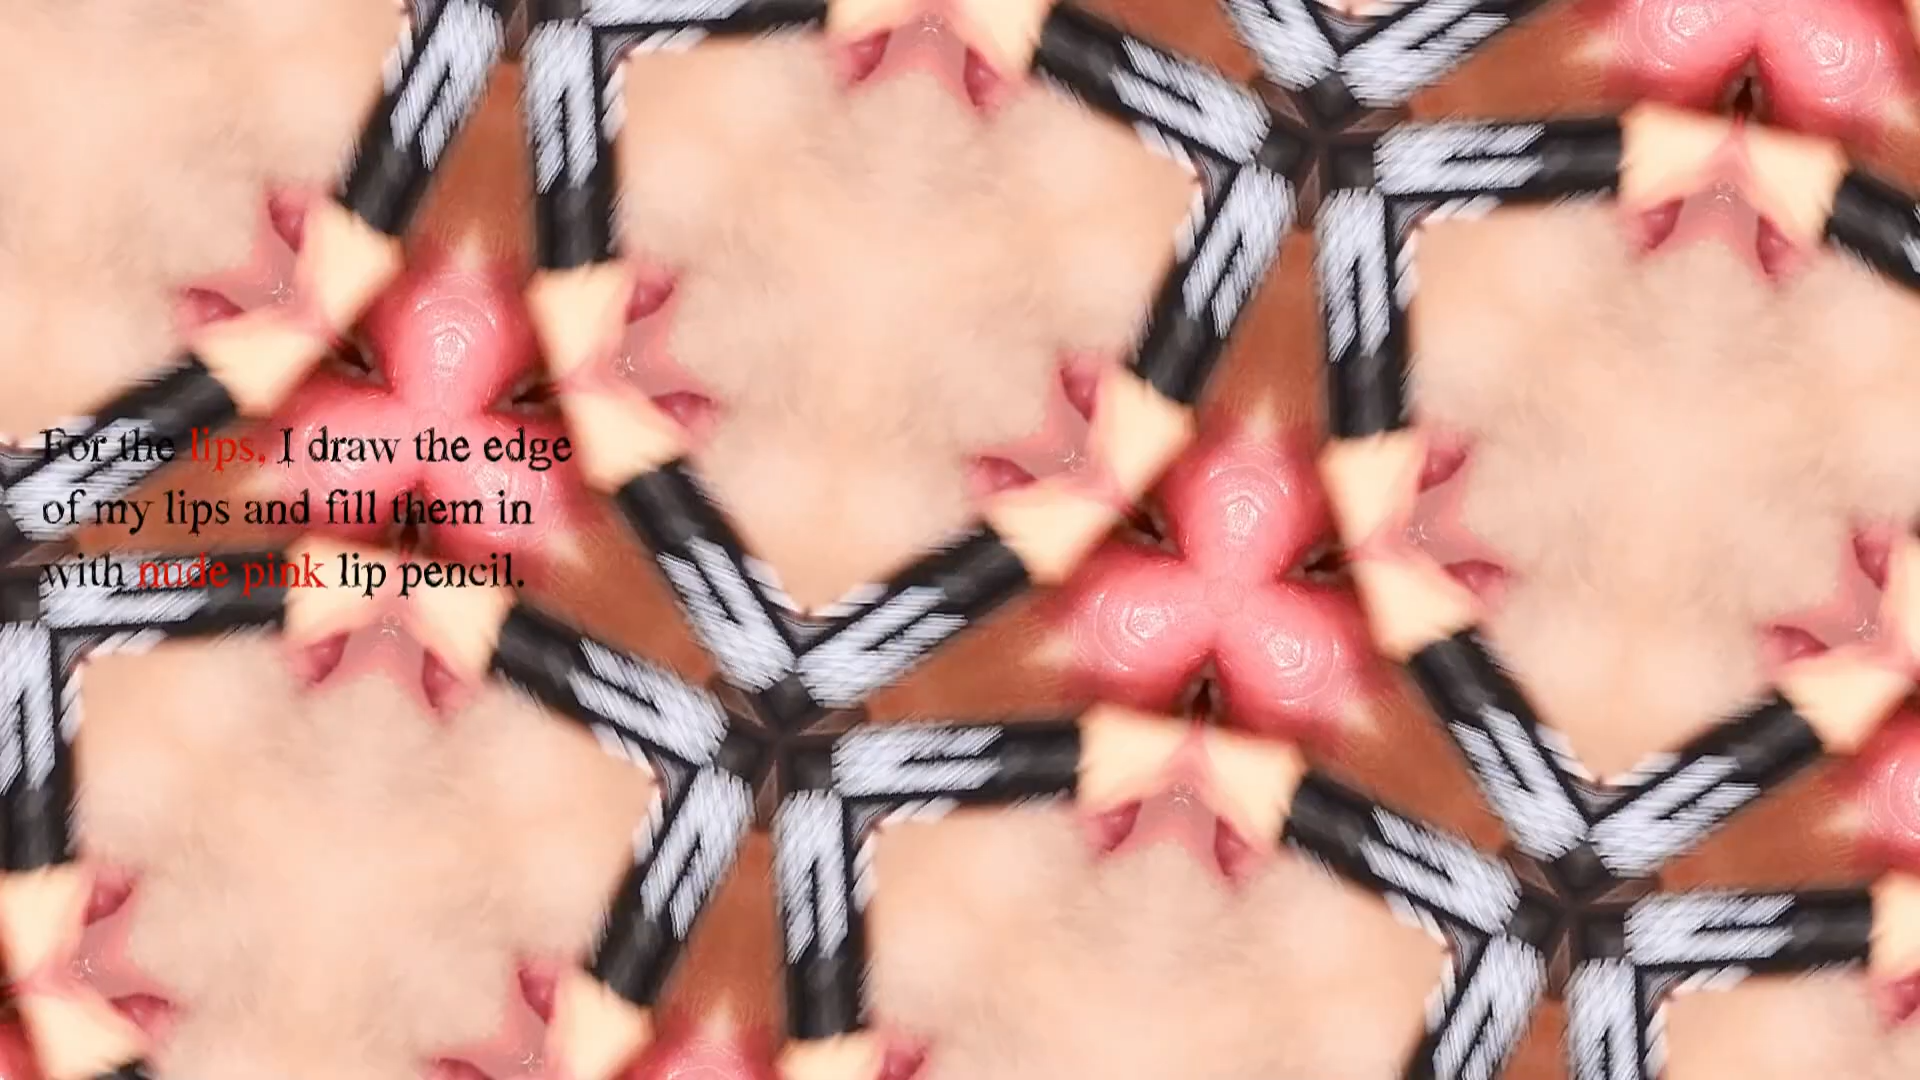 For the lips, I draw the edge
of my lips and fill them in
with nude pink lip pencil.